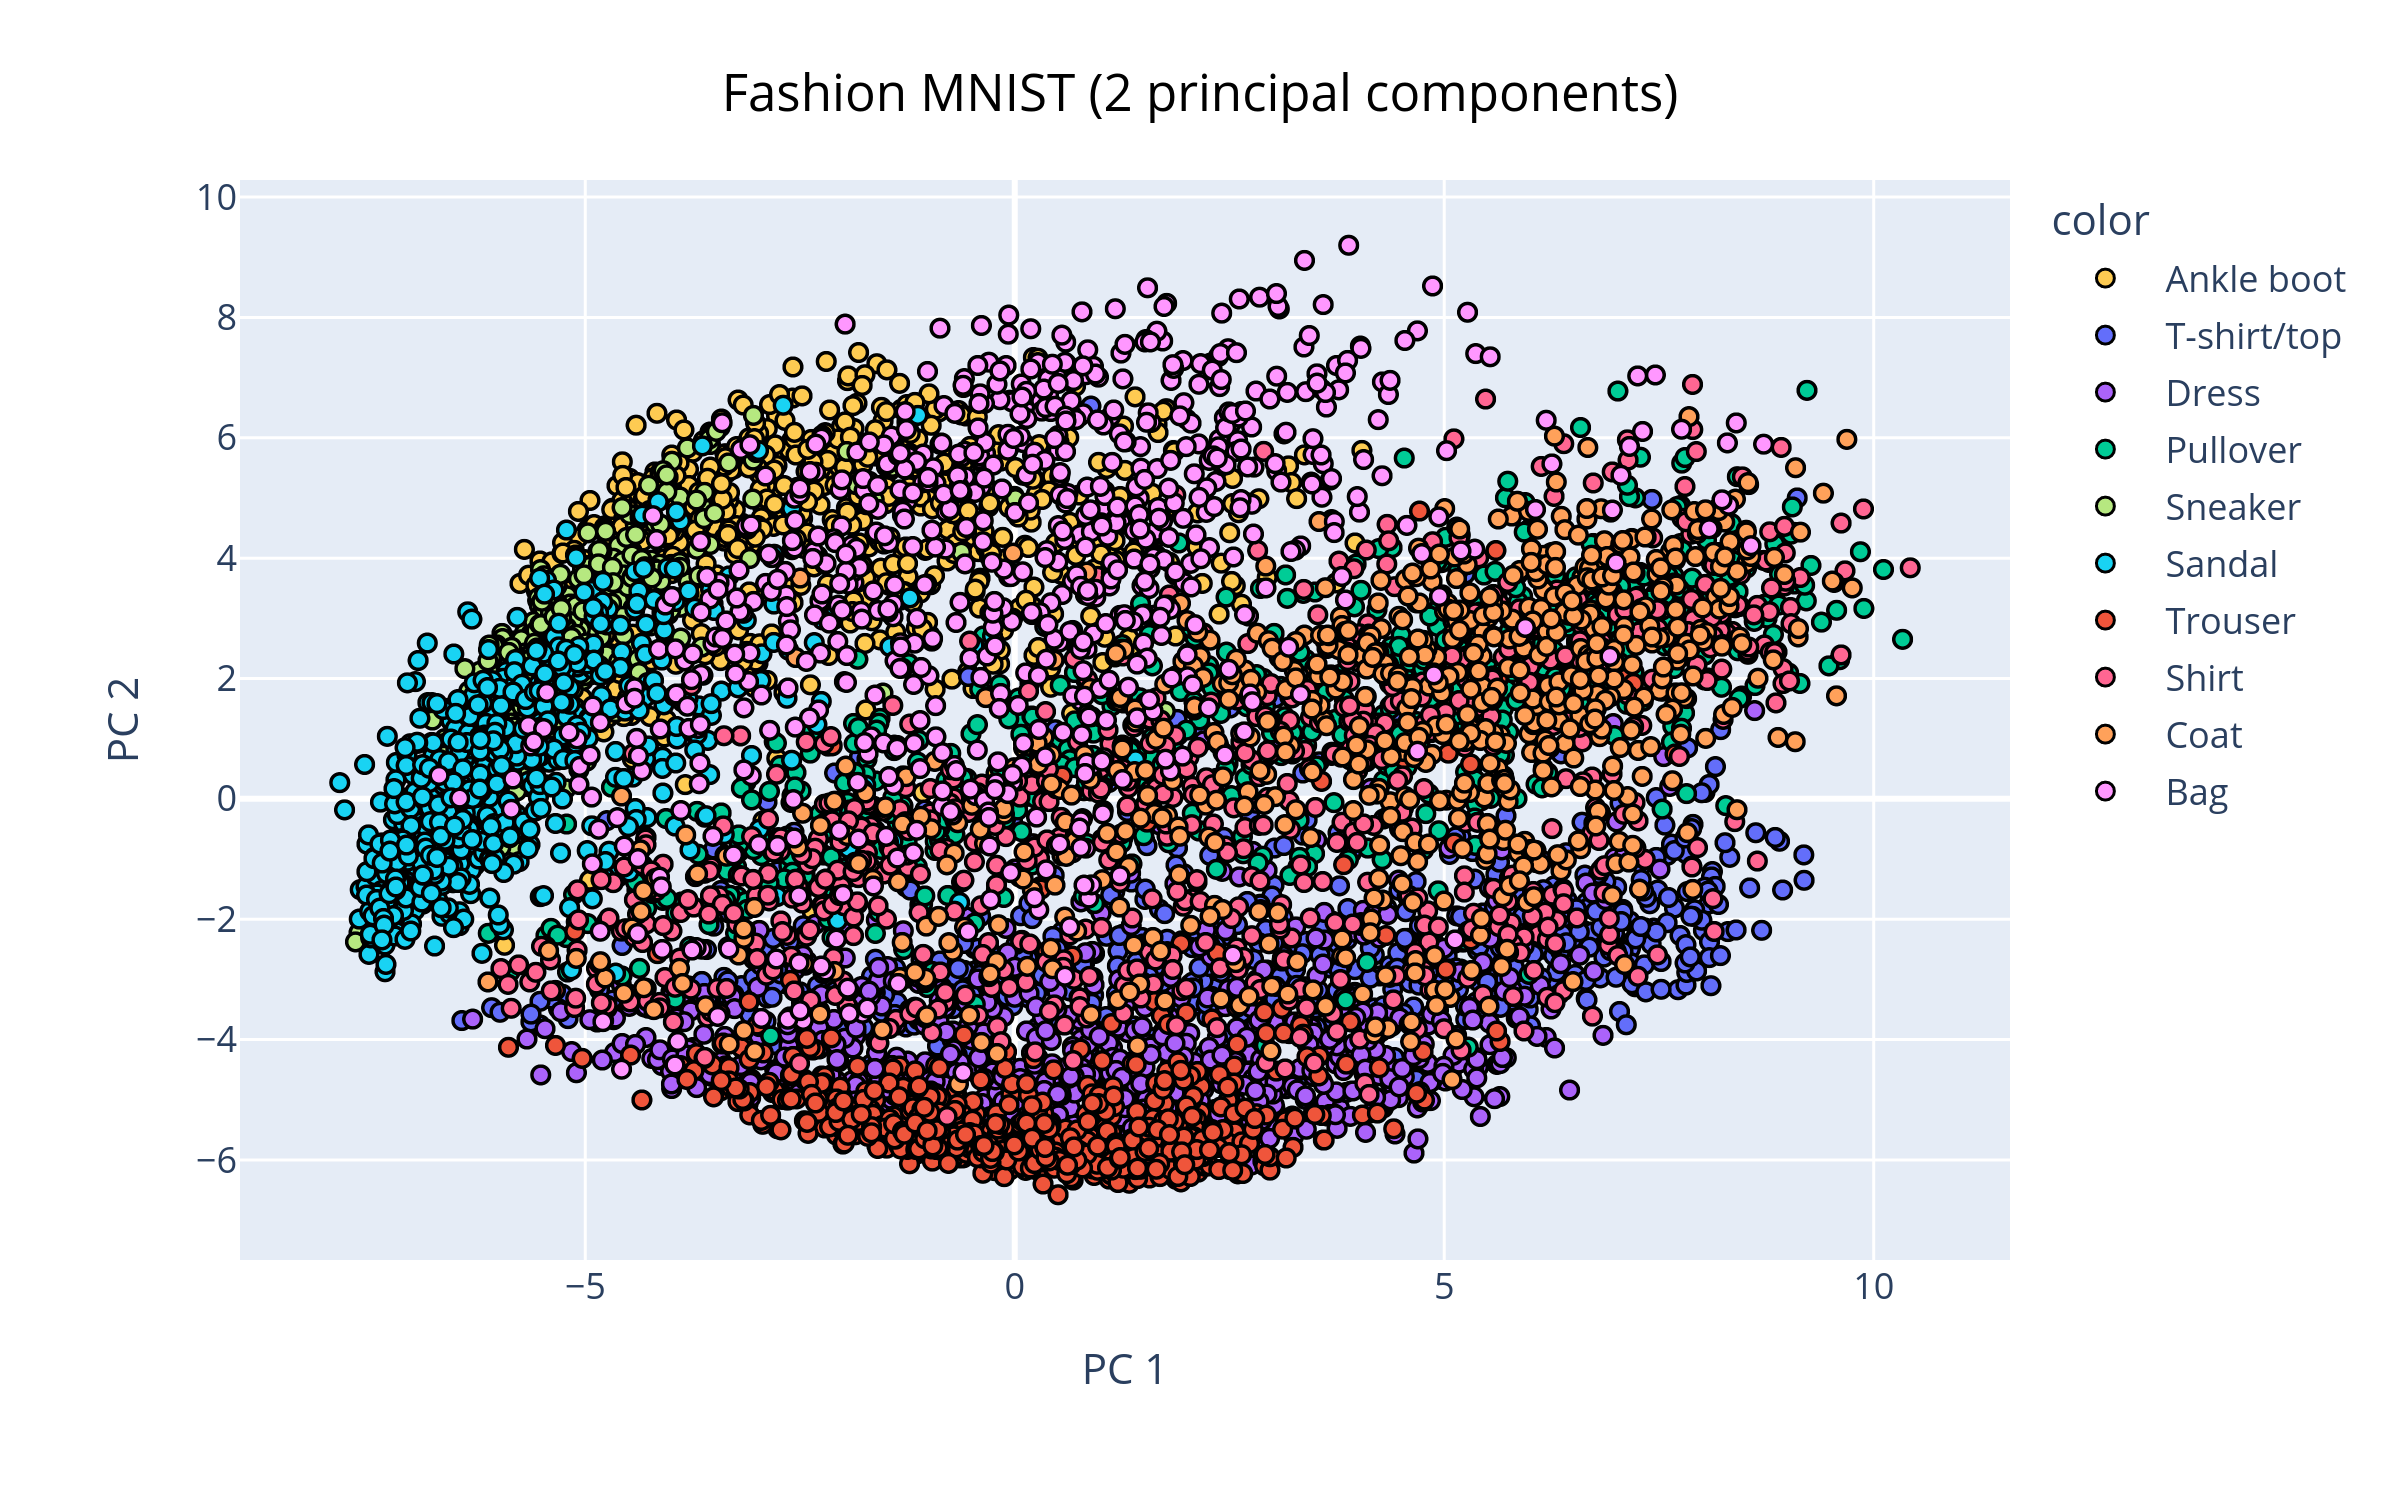 Fashion MNIST (2 principal components)
10
8
6
4
2
0
−2
−4
−6
PC 2
−5
0
5
10
PC 1
color
Ankle boot
T-shirt/top
Dress
Pullover
Sneaker
Sandal
Trouser
Shirt
Coat
Bag